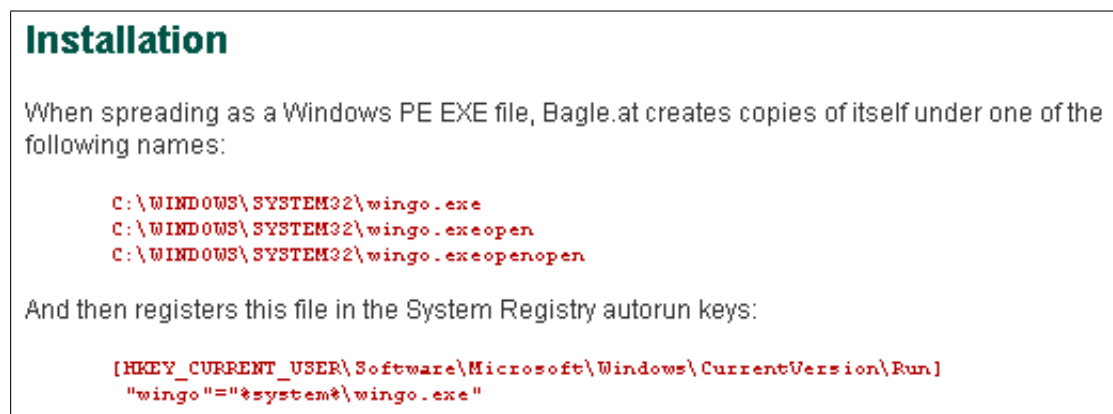 Installation
When spreading as a Windows PE EXE file, Bagle.at creates copies of itself under one of the
following names:
C:\WINDOWS\SYSTEM32\wingo.exe
C:\WINDOWS\SYSTEM32\wingo.exeopen
C:\WINDOWS\SYSTEM32\wingo.exeopenopen
And then registers this file in the System Registry autorun keys:
[HKEY_CURRENT_USER\Software\Microsoft\Windows\CurrentVersion\Run]
"wingo"="%system%\wingo.exe"